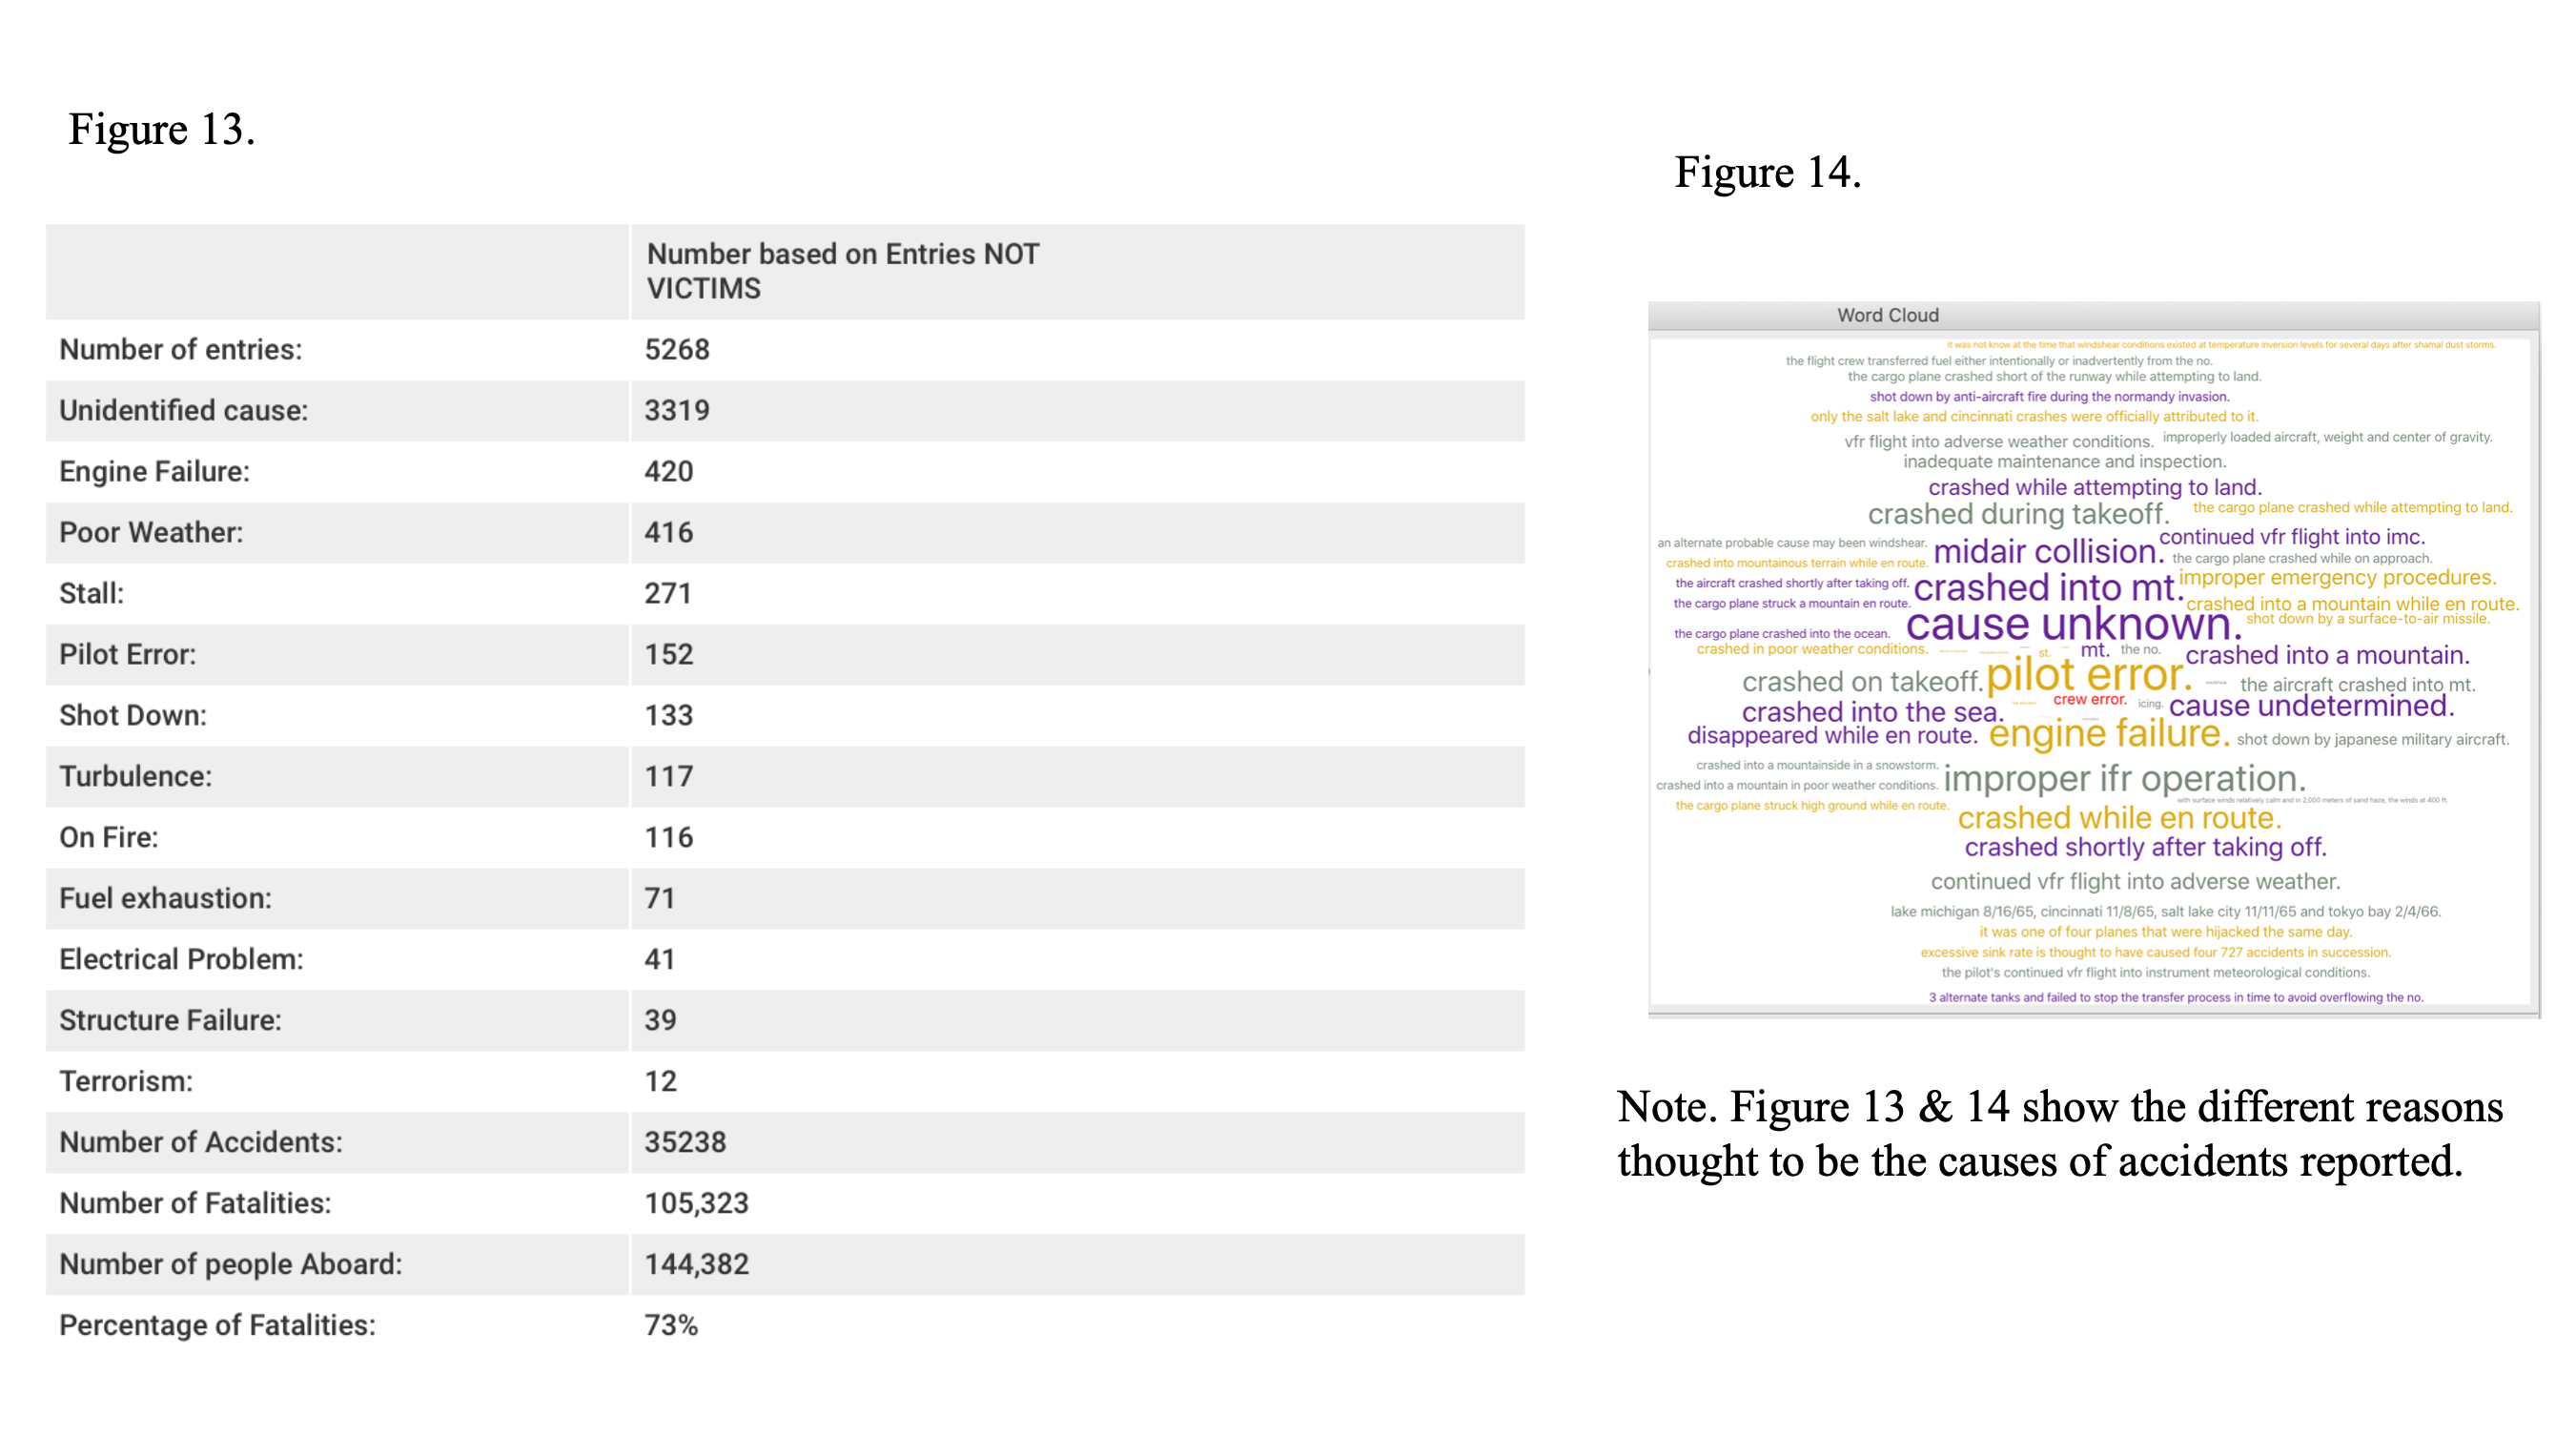 Figure 13.
Number based on Entries NOT
VICTIMS
Number of entries: 5268
Unidentified cause: 3319
Engine Failure: 420
Poor Weather: 416
Stall: 271
Pilot Error: 152
Shot Down: 133
Turbulence: 117
On Fire: 116
Fuel exhaustion: 71
Electrical Problem: 41
Structure Failure: 39
Terrorism: 12
Number of Accidents: 35238
Number of Fatalities: 105,323
Number of people Aboard: 144,382
Percentage of Fatalities: 73%
Figure 14.
Word Cloud
it was not know at the time that windshear conditions existed at temperature inversion levels for several days after shamal dust storms.
the flight crew transferred fuel either intentionally or inadvertently from the no.
the cargo plane crashed short of the runway while attempting to land.
shot down by anti-aircraft fire during the normandy invasion.
only the salt lake and cincinnati crashes were officially attributed to it.
vfr flight into adverse weather conditions. improperly loaded aircraft, weight and center of gravity.
inadequate maintenance and inspection.
crashed while attempting to land.
crashed during takeoff. the cargo plane crashed while attempting to land.
an alternate probable cause may been windshear. midair collision. continued vfr flight into imc.
the cargo plane crashed while on approach.
crashed into mountainous terrain while en route.
the aircraft crashed shortly after taking off. crashed into mt. improper emergency procedures.
the cargo plane struck a mountain en route. crashed into a mountain while en route.
cause unknown. shot down by a surface-to-air missile.
the cargo plane crashed into the ocean.
crashed in poor weather conditions. st. mt. the no. crashed into a mountain.
crashed on takeoff. pilot error. the aircraft crashed into mt.
crashed into the sea. crew error. icing. cause undetermined.
disappeared while en route. engine failure. shot down by japanese military aircraft.
crashed into a mountainside in a snowstorm.
crashed into a mountain in poor weather conditions. improper ifr operation.
with surface winds relatively calm and in 2,000 meters of sand haze, the winds at 400 ft.
the cargo plane struck high ground while en route. crashed while en route.
crashed shortly after taking off.
continued vfr flight into adverse weather.
lake michigan 8/16/65, cincinnati 11/8/65, salt lake city 11/11/65 and tokyo bay 2/4/66.
it was one of four planes that were hijacked the same day.
excessive sink rate is thought to have caused four 727 accidents in succession.
the pilot's continued vfr flight into instrument meteorological conditions.
3 alternate tanks and failed to stop the transfer process in time to avoid overflowing the no.
Note. Figure 13 & 14 show the different reasons
thought to be the causes of accidents reported.